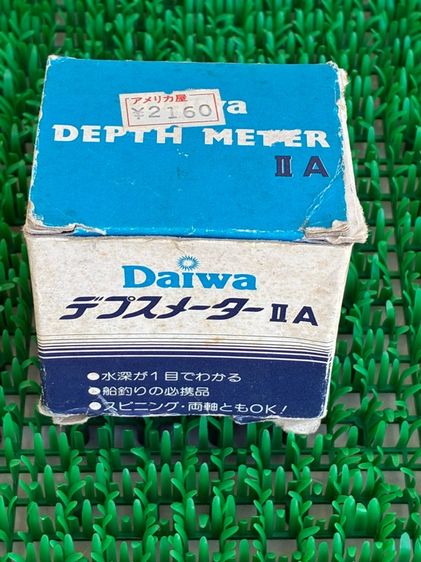 アメリカ屋
¥2160
DEPTH METER
II A
Daiwa
デプスメーター II A
●水深が1目でわかる
●船釣りの必携品
●スピニング・両軸ともOK!